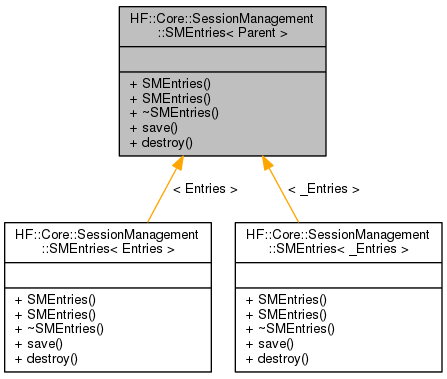 HF::Core::SessionManagement
::SMEntries< Parent >
+ SMEntries()
+ SMEntries()
+ ~SMEntries()
+ save()
+ destroy()
< Entries >
< _Entries >
HF::Core::SessionManagement
::SMEntries< Entries >
+ SMEntries()
+ SMEntries()
+ ~SMEntries()
+ save()
+ destroy()
HF::Core::SessionManagement
::SMEntries< _Entries >
+ SMEntries()
+ SMEntries()
+ ~SMEntries()
+ save()
+ destroy()